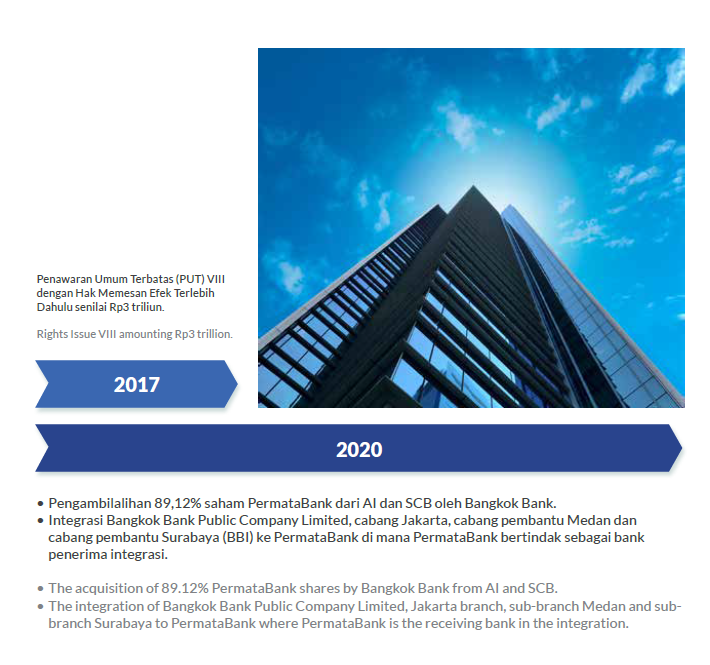 Penawaran Umum Terbatas (PUT) VIII
dengan Hak Memesan Efek Terlebih
Dahulu senilai Rp3 triliun.
Rights Issue VIII amounting Rp3 trillion.
2017
2020
• Pengambilalihan 89,12% saham PermataBank dari AI dan SCB oleh Bangkok Bank.
• Integrasi Bangkok Bank Public Company Limited, cabang Jakarta, cabang pembantu Medan dan
cabang pembantu Surabaya (BBI) ke PermataBank di mana PermataBank bertindak sebagai bank
penerima integrasi.
• The acquisition of 89.12% PermataBank shares by Bangkok Bank from AI and SCB.
• The integration of Bangkok Bank Public Company Limited, Jakarta branch, sub-branch Medan and sub-
branch Surabaya to PermataBank where PermataBank is the receiving bank in the integration.